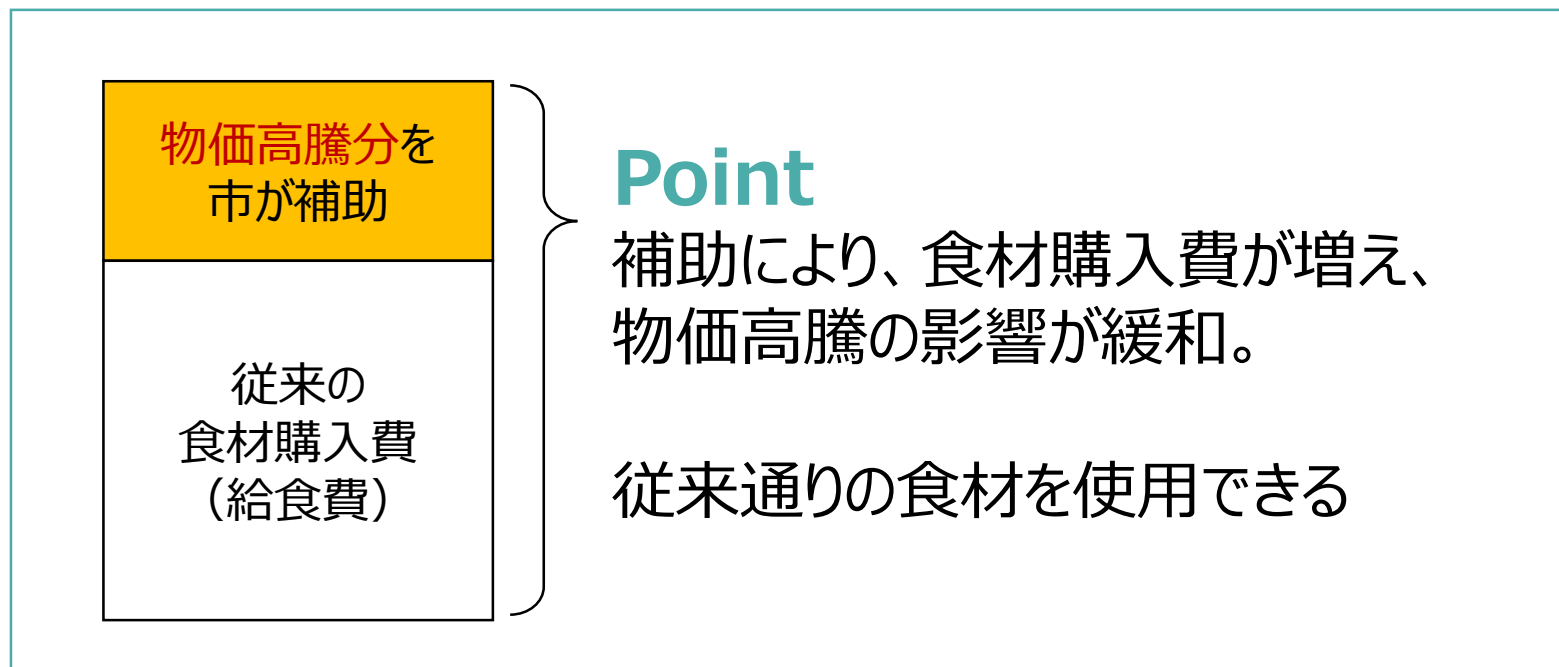 物価高騰分を
市が補助
従来の
食材購入費
（給食費）
Point
補助により、食材購入費が増え、
物価高騰の影響が緩和。
従来通りの食材を使用できる